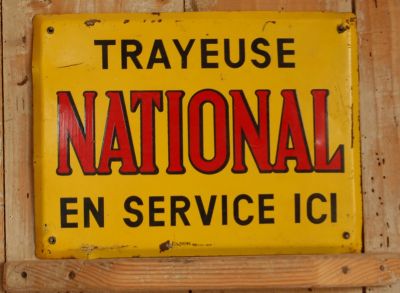 TRAYEUSE
NATIONAL
EN SERVICE ICI